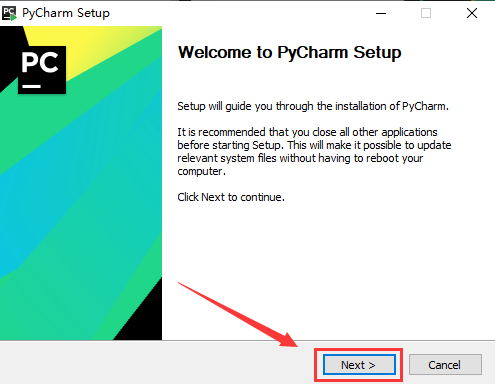 PC PyCharm Setup
PC
Welcome to PyCharm Setup
Setup will guide you through the installation of PyCharm.
It is recommended that you close all other applications
before starting Setup. This will make it possible to update
relevant system files without having to reboot your
computer.
Click Next to continue.
Next >
Cancel